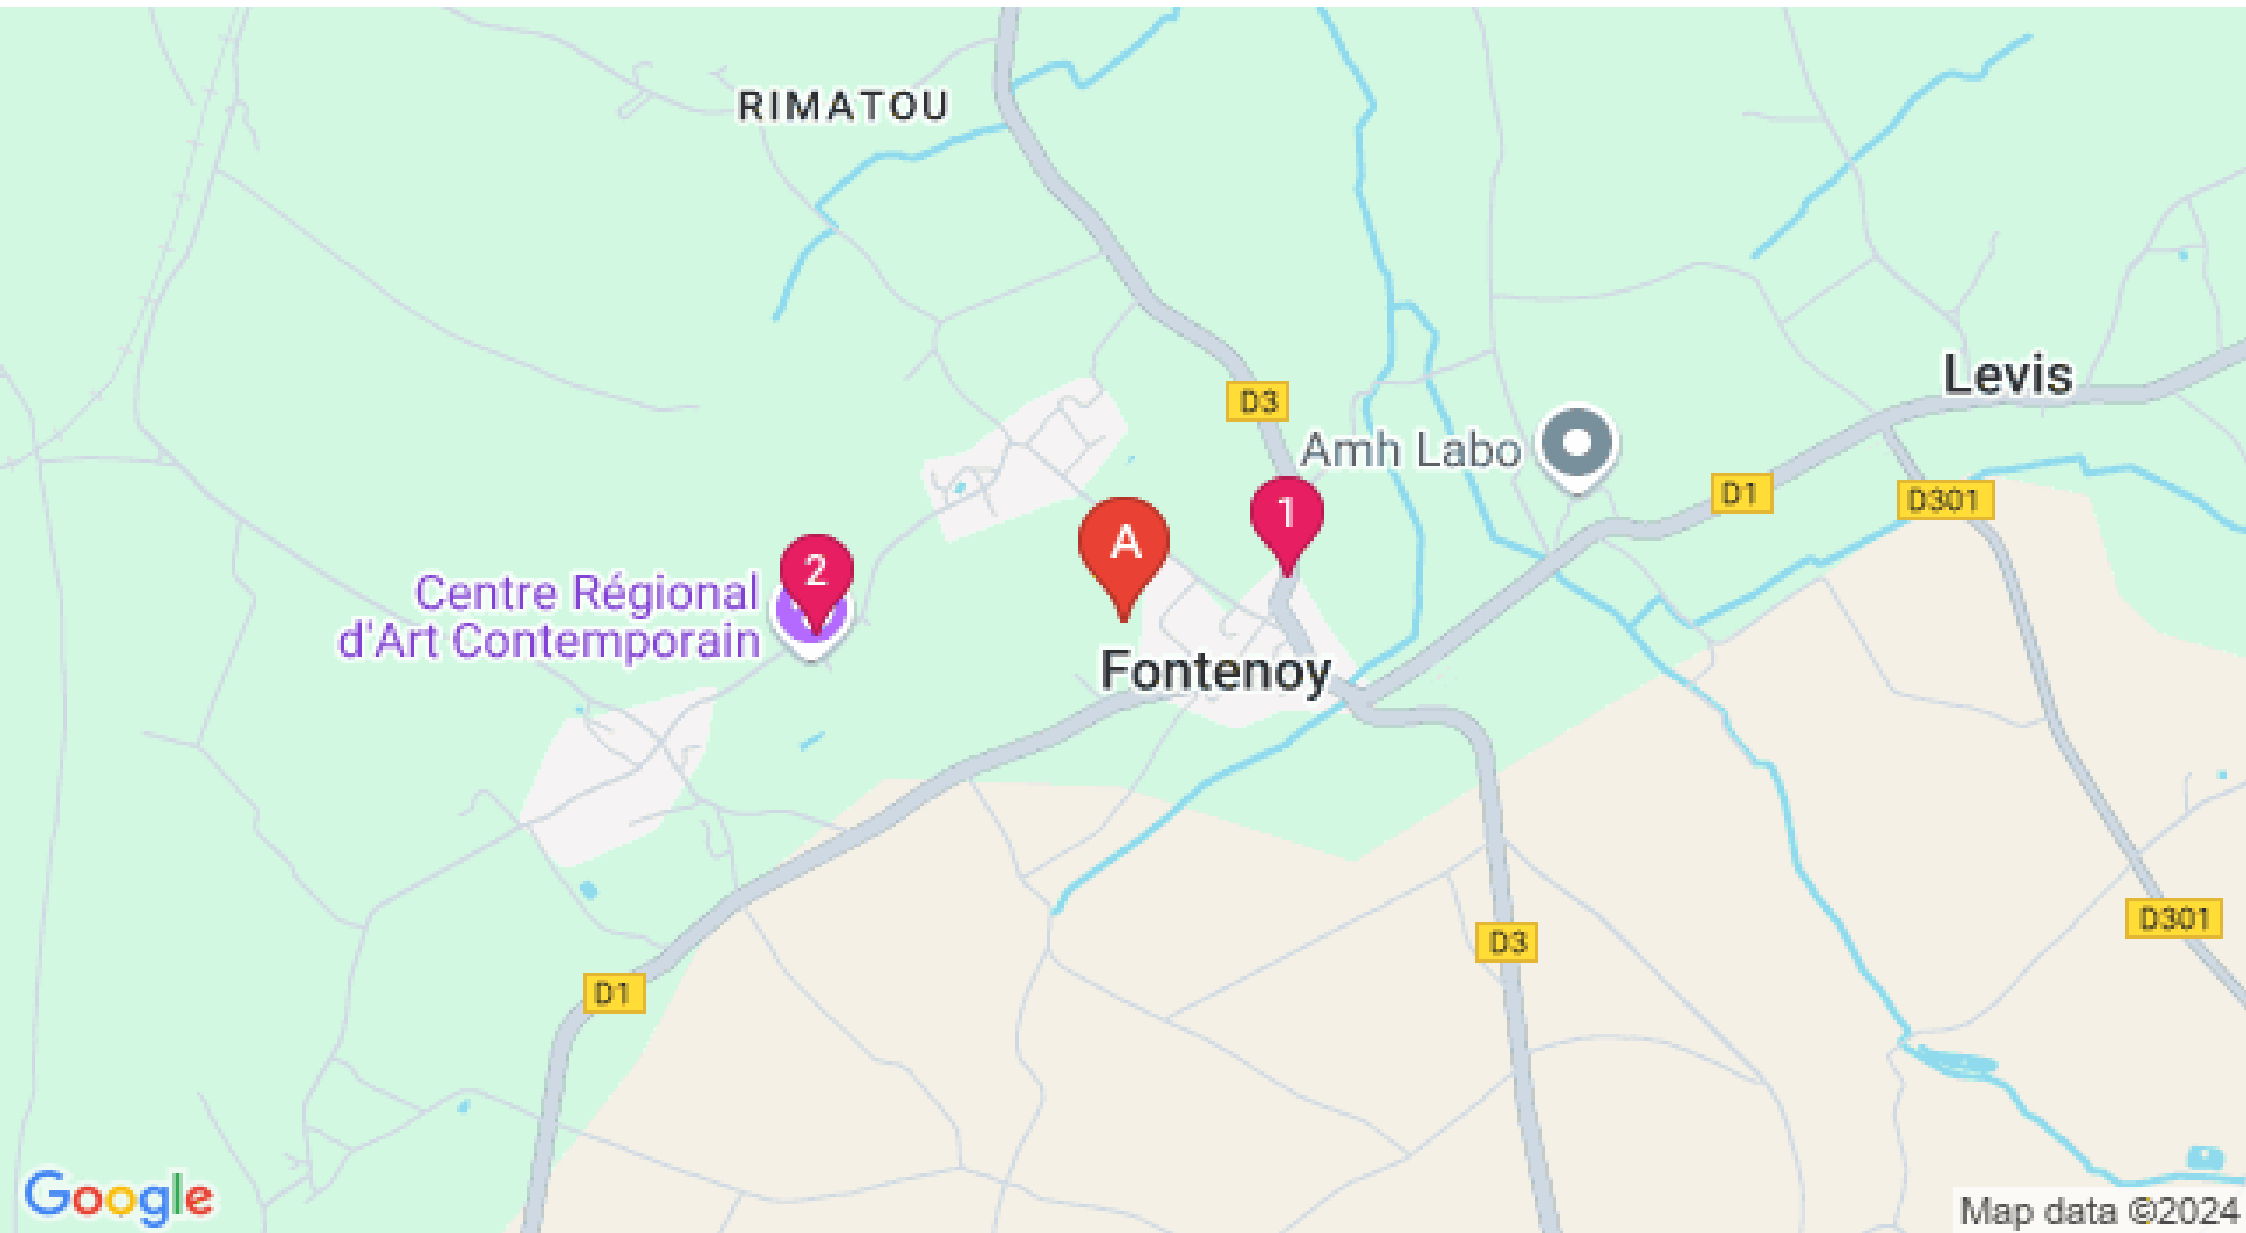 RIMATOU
Levis
D3
Amh Labo
D1
D301
1
A
2
Centre Régional
d'Art Contemporain
Fontenoy
D301
D3
D1
Google
Map data ©2024